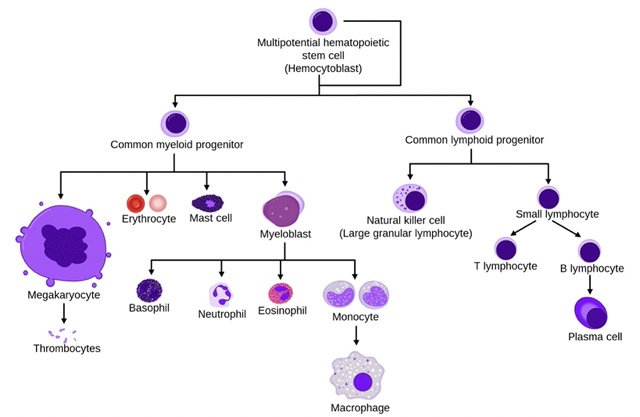 Multipotential hematopoietic
stem cell
(Hemocytoblast)
Common myeloid progenitor
Common lymphoid progenitor
Erythrocyte
Mast cell
Myeloblast
Natural killer cell
(Large granular lymphocyte)
Small lymphocyte
T lymphocyte
B lymphocyte
Megakaryocyte
Basophil
Neutrophil
Eosinophil
Monocyte
Plasma cell
Thrombocytes
Macrophage